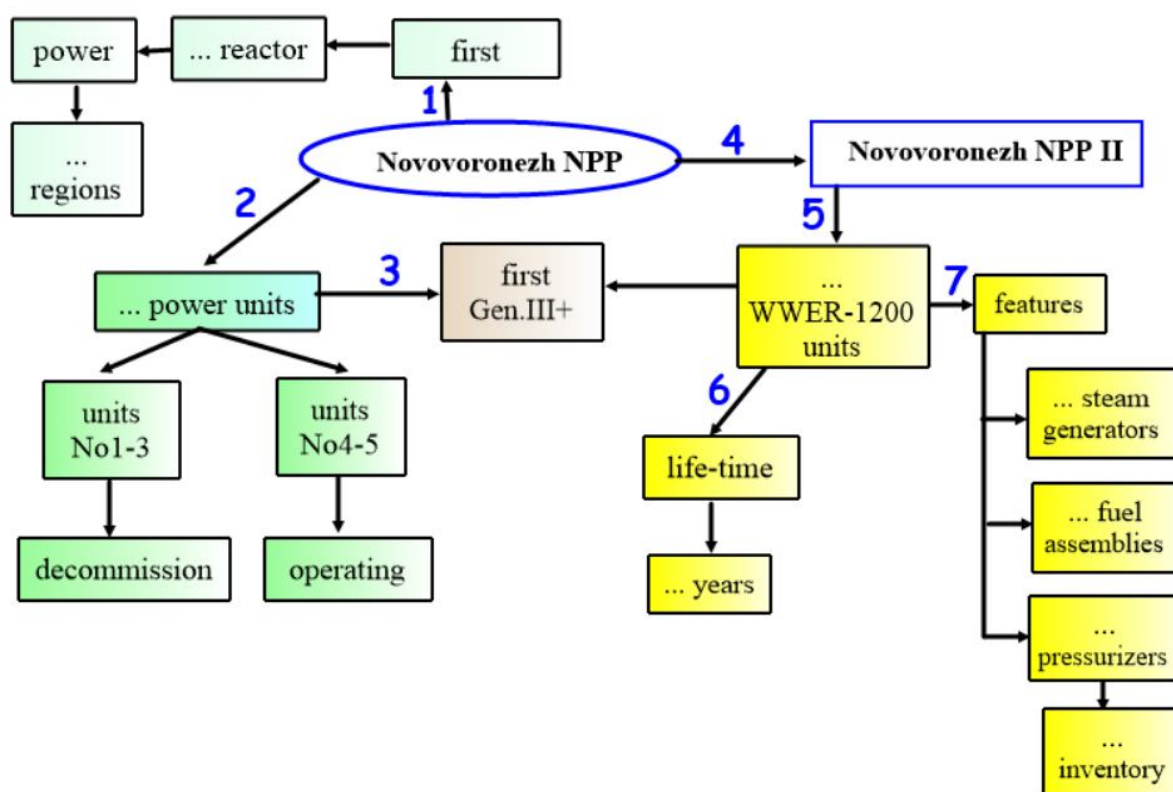 power
... reactor
first
...
regions
1
Novovoronezh NPP
4
Novovoronezh NPP II
2
5
3
... power units
first
Gen.III+
...
WWER-1200
units
7
features
units
No1-3
units
No4-5
6
life-time
... steam
generators
... fuel
assemblies
decommission
operating
... years
...
pressurizers
...
inventory